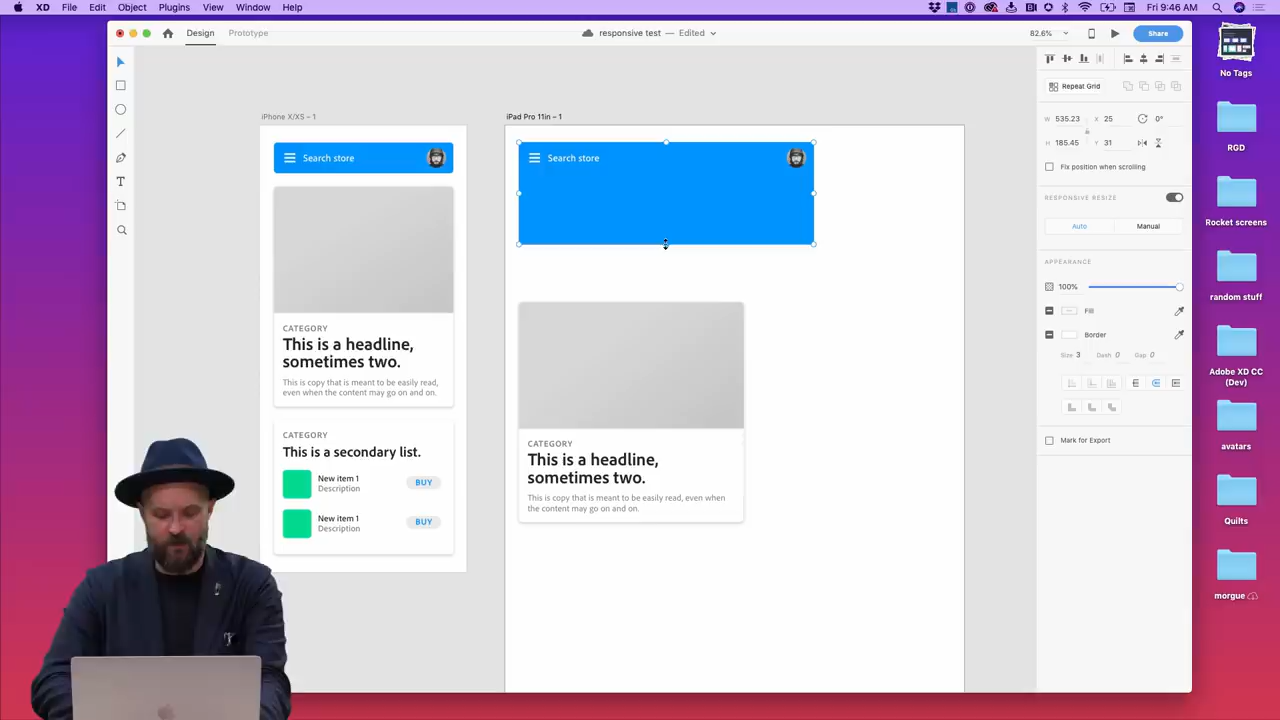 XD File Edit Object Plugins View Window Help
Fri 9:46 AM
Design Prototype
responsive test — Edited
82.6%
Share
iPhone X/XS – 1
Search store
CATEGORY
This is a headline,
sometimes two.
This is copy that is meant to be easily read,
even when the content may go on and on.
CATEGORY
This is a secondary list.
New item 1
Description
BUY
New item 1
Description
BUY
iPad Pro 11in – 1
Search store
CATEGORY
This is a headline,
sometimes two.
This is copy that is meant to be easily read, even when
the content may go on and on.
Repeat Grid
W 535.23 X 25 0°
H 185.45 Y 31
Fix position when scrolling
RESPONSIVE RESIZE
Auto Manual
APPEARANCE
100%
Fill
Border
Size 3 Dash 0 Gap 0
Mark for Export
No Tags
RGD
Rocket screens
random stuff
Adobe XD CC
(Dev)
avatars
Quilts
morgue